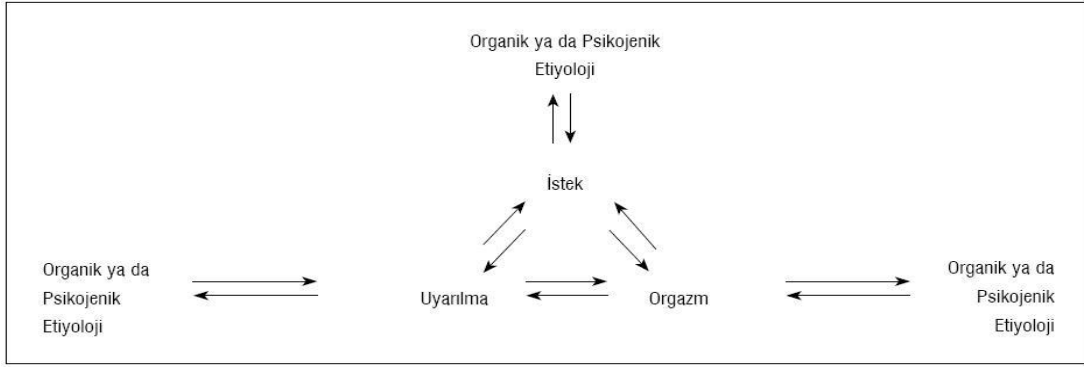 Organik ya da Psikojenik
Etiyoloji
İstek
Organik ya da
Psikojenik
Etiyoloji
Uyarılma
Orgazm
Organik ya da
Psikojenik
Etiyoloji